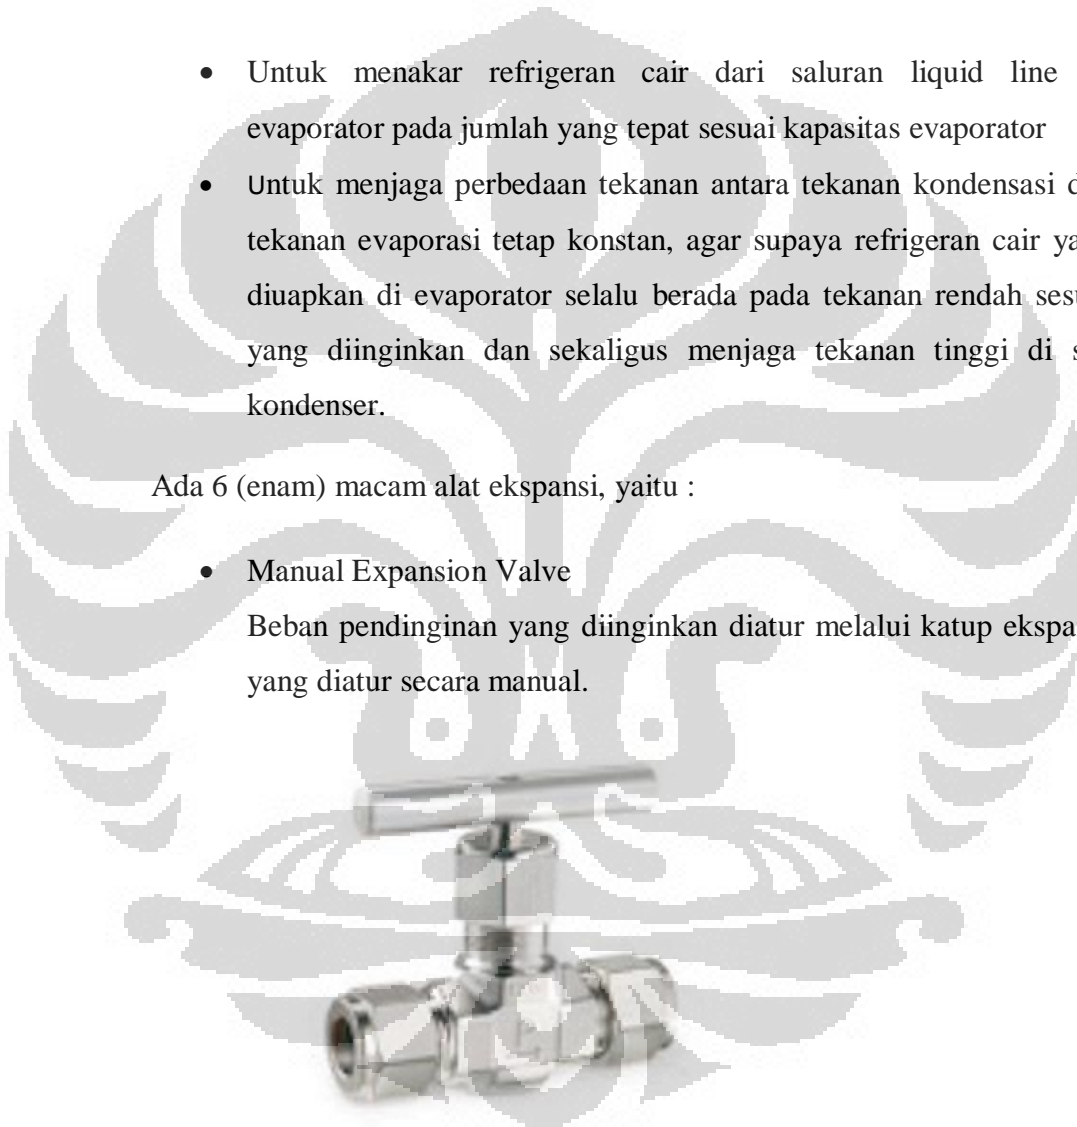 • Untuk menakar refrigeran cair dari saluran liquid line
evaporator pada jumlah yang tepat sesuai kapasitas evaporator
• Untuk menjaga perbedaan tekanan antara tekanan kondensasi d
tekanan evaporasi tetap konstan, agar supaya refrigeran cair ya
diuapkan di evaporator selalu berada pada tekanan rendah sesu
yang diinginkan dan sekaligus menjaga tekanan tinggi di s
kondenser.
Ada 6 (enam) macam alat ekspansi, yaitu :
• Manual Expansion Valve
Beban pendinginan yang diinginkan diatur melalui katup ekspa
yang diatur secara manual.